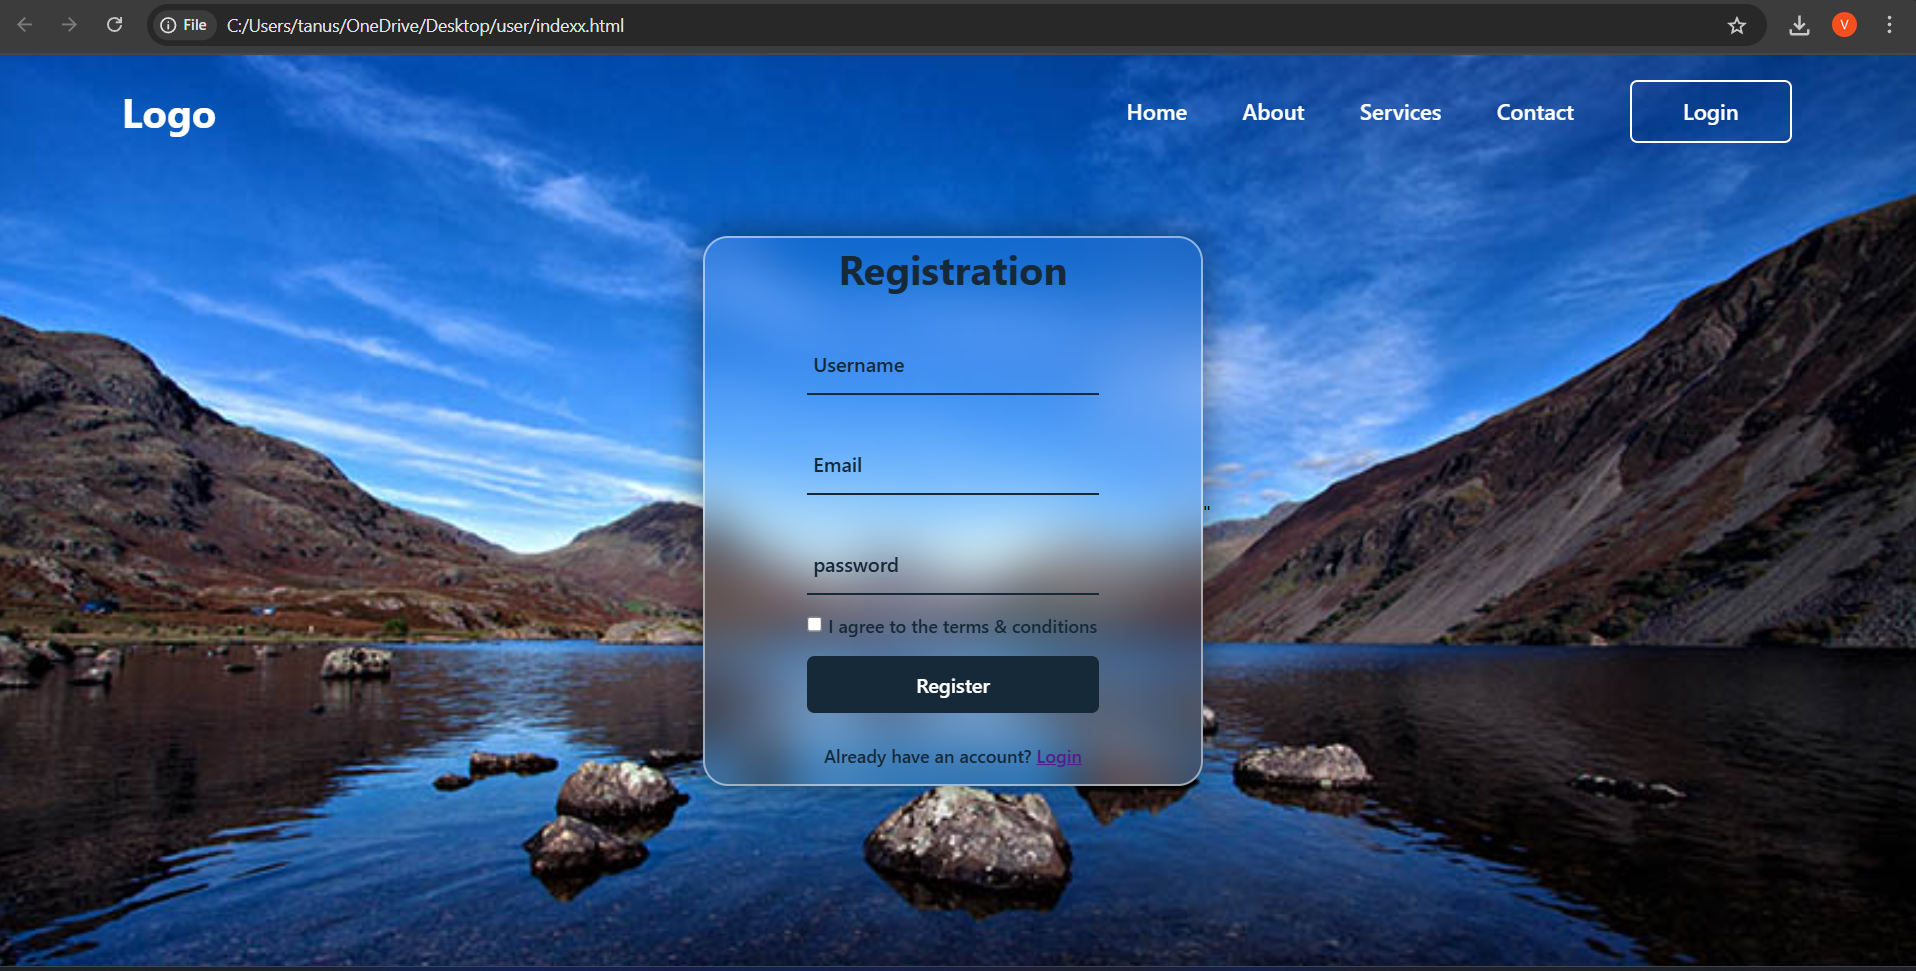 File C:/Users/tanus/OneDrive/Desktop/user/indexx.html
V
Logo
Home About Services Contact Login
Registration
Username
Email
"
password
I agree to the terms & conditions
Register
Already have an account? Login